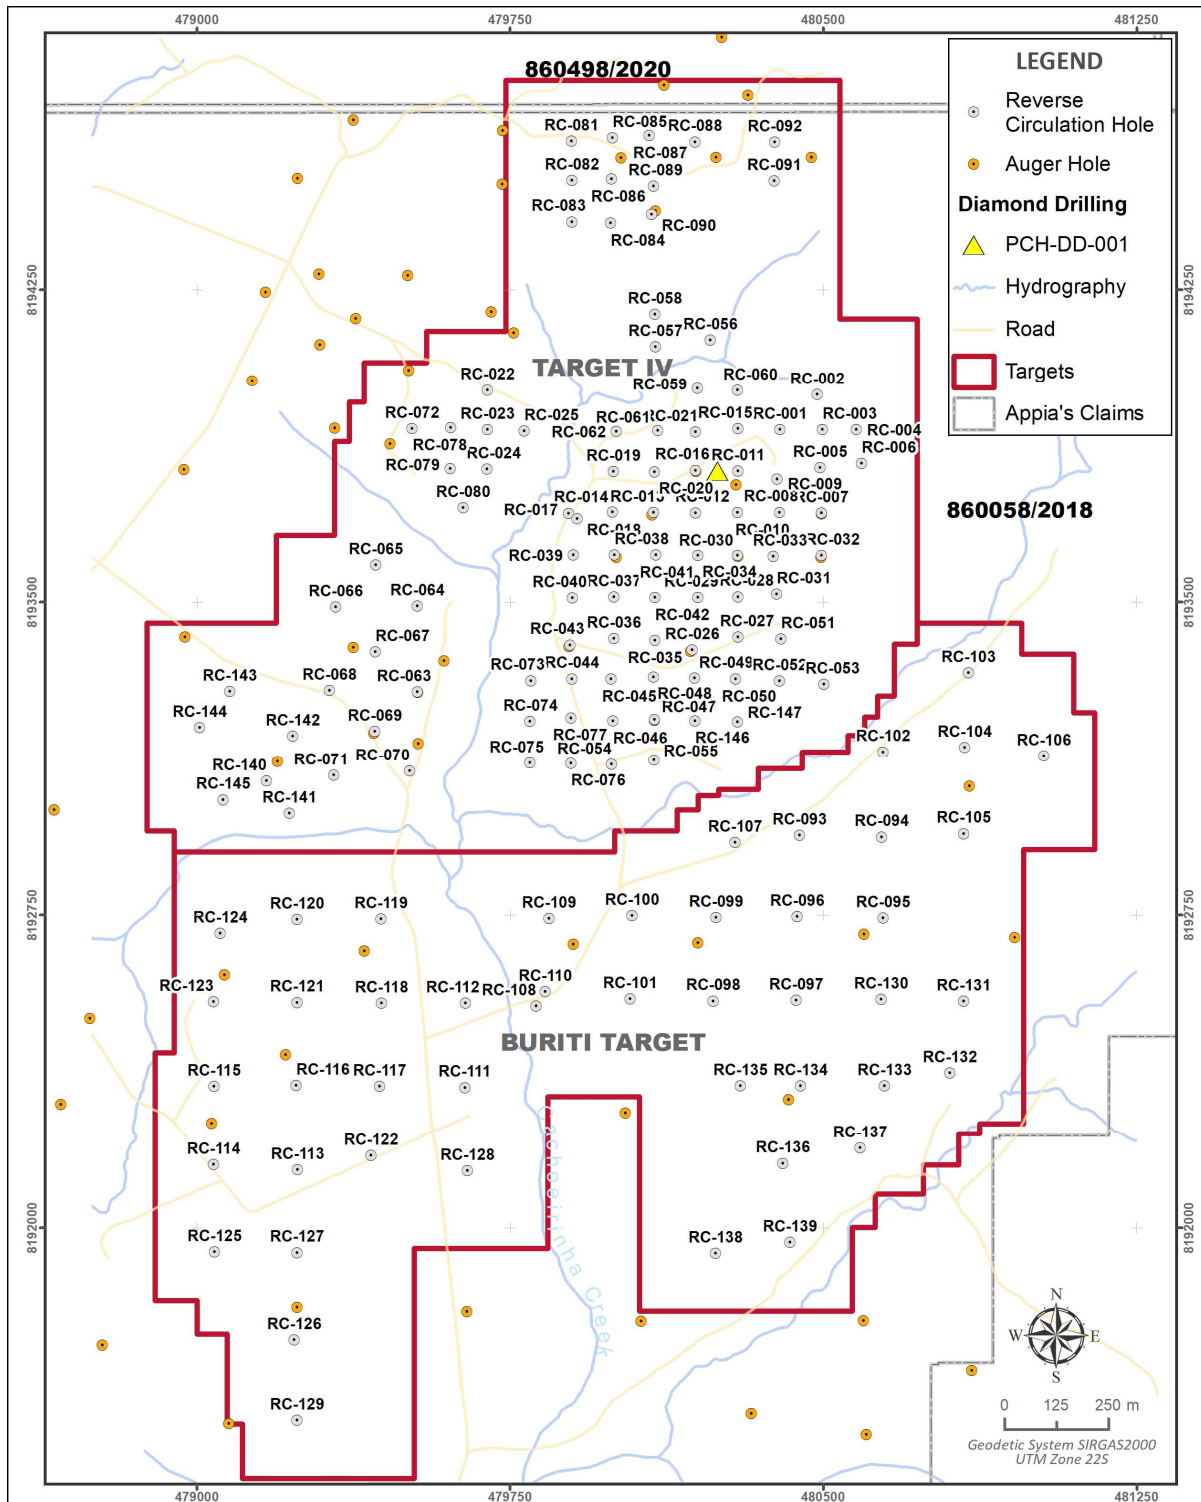 479000 479750 480500 481250
860498/2020
LEGEND
Reverse
Circulation Hole
Auger Hole
Diamond Drilling
PCH-DD-001
Hydrography
Road
Targets
Appia's Claims
RC-081 RC-085 RC-088 RC-092
RC-087
RC-082 RC-089 RC-091
RC-086
RC-083 RC-090
RC-084
8194250 8194250
RC-058
RC-057 RC-056
TARGET IV
RC-022 RC-059 RC-060 RC-002
RC-072 RC-023 RC-025 RC-061 RC-021 RC-015 RC-001 RC-003
RC-062 RC-004
RC-078
RC-079 RC-024 RC-019 RC-016 RC-011 RC-005 RC-006
RC-020 RC-009
RC-080 RC-014 RC-012 RC-008 RC-007
RC-017
860058/2018
RC-018 RC-010
RC-039 RC-038 RC-030 RC-033 RC-032
RC-065
RC-041 RC-034
RC-066 RC-064 RC-040 RC-037 RC-029 RC-028 RC-031
8193500 8193500
RC-067 RC-043 RC-036 RC-042 RC-027 RC-051
RC-026
RC-035
RC-143 RC-068 RC-063 RC-073 RC-044 RC-049 RC-052 RC-053 RC-103
RC-045 RC-048 RC-050
RC-144 RC-142 RC-069 RC-074 RC-047 RC-147
RC-077 RC-046 RC-146 RC-102 RC-104 RC-106
RC-140 RC-071 RC-070 RC-075 RC-054 RC-055
RC-145 RC-076
RC-141
RC-107 RC-093 RC-094 RC-105
8192750 8192750
RC-124 RC-120 RC-119 RC-109 RC-100 RC-099 RC-096 RC-095
RC-123 RC-121 RC-118 RC-112 RC-108 RC-110 RC-101 RC-098 RC-097 RC-130 RC-131
BURITI TARGET
RC-115 RC-116 RC-117 RC-111 RC-135 RC-134 RC-133 RC-132
RC-114 RC-113 RC-122 RC-128 RC-136 RC-137
Cachoeirinha Creek
8192000 8192000
RC-125 RC-127 RC-138 RC-139
RC-126
RC-129
N
W E
S
0 125 250 m
Geodetic System SIRGAS2000
UTM Zone 22S
479000 479750 480500 481250